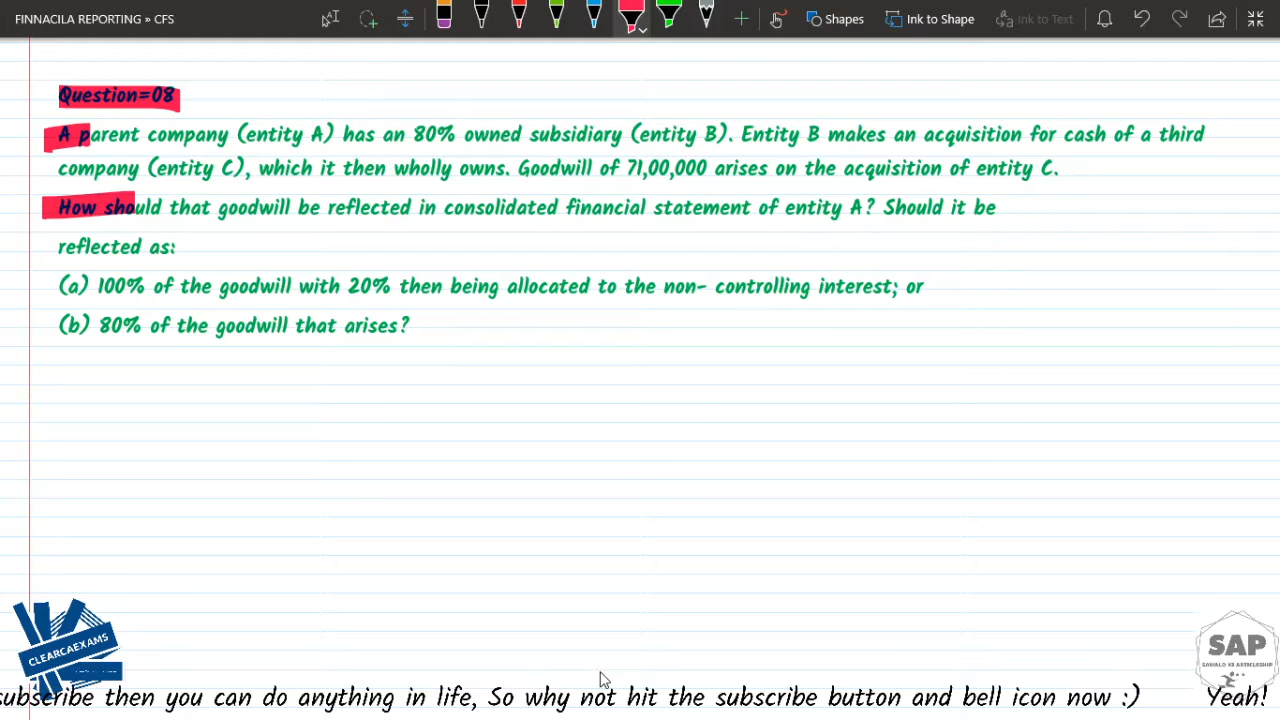 FINNACILA REPORTING » CFS
Shapes
Ink to Shape
Ink to Text
Question=08
A parent company (entity A) has an 80% owned subsidiary (entity B). Entity B makes an acquisition for cash of a third
company (entity C), which it then wholly owns. Goodwill of 71,00,000 arises on the acquisition of entity C.
How should that goodwill be reflected in consolidated financial statement of entity A? Should it be
reflected as:
(a) 100% of the goodwill with 20% then being allocated to the non- controlling interest; or
(b) 80% of the goodwill that arises?
CLEARCAEXAMS
SAP
subscribe then you can do anything in life, So why not hit the subscribe button and bell icon now :) Yeah!